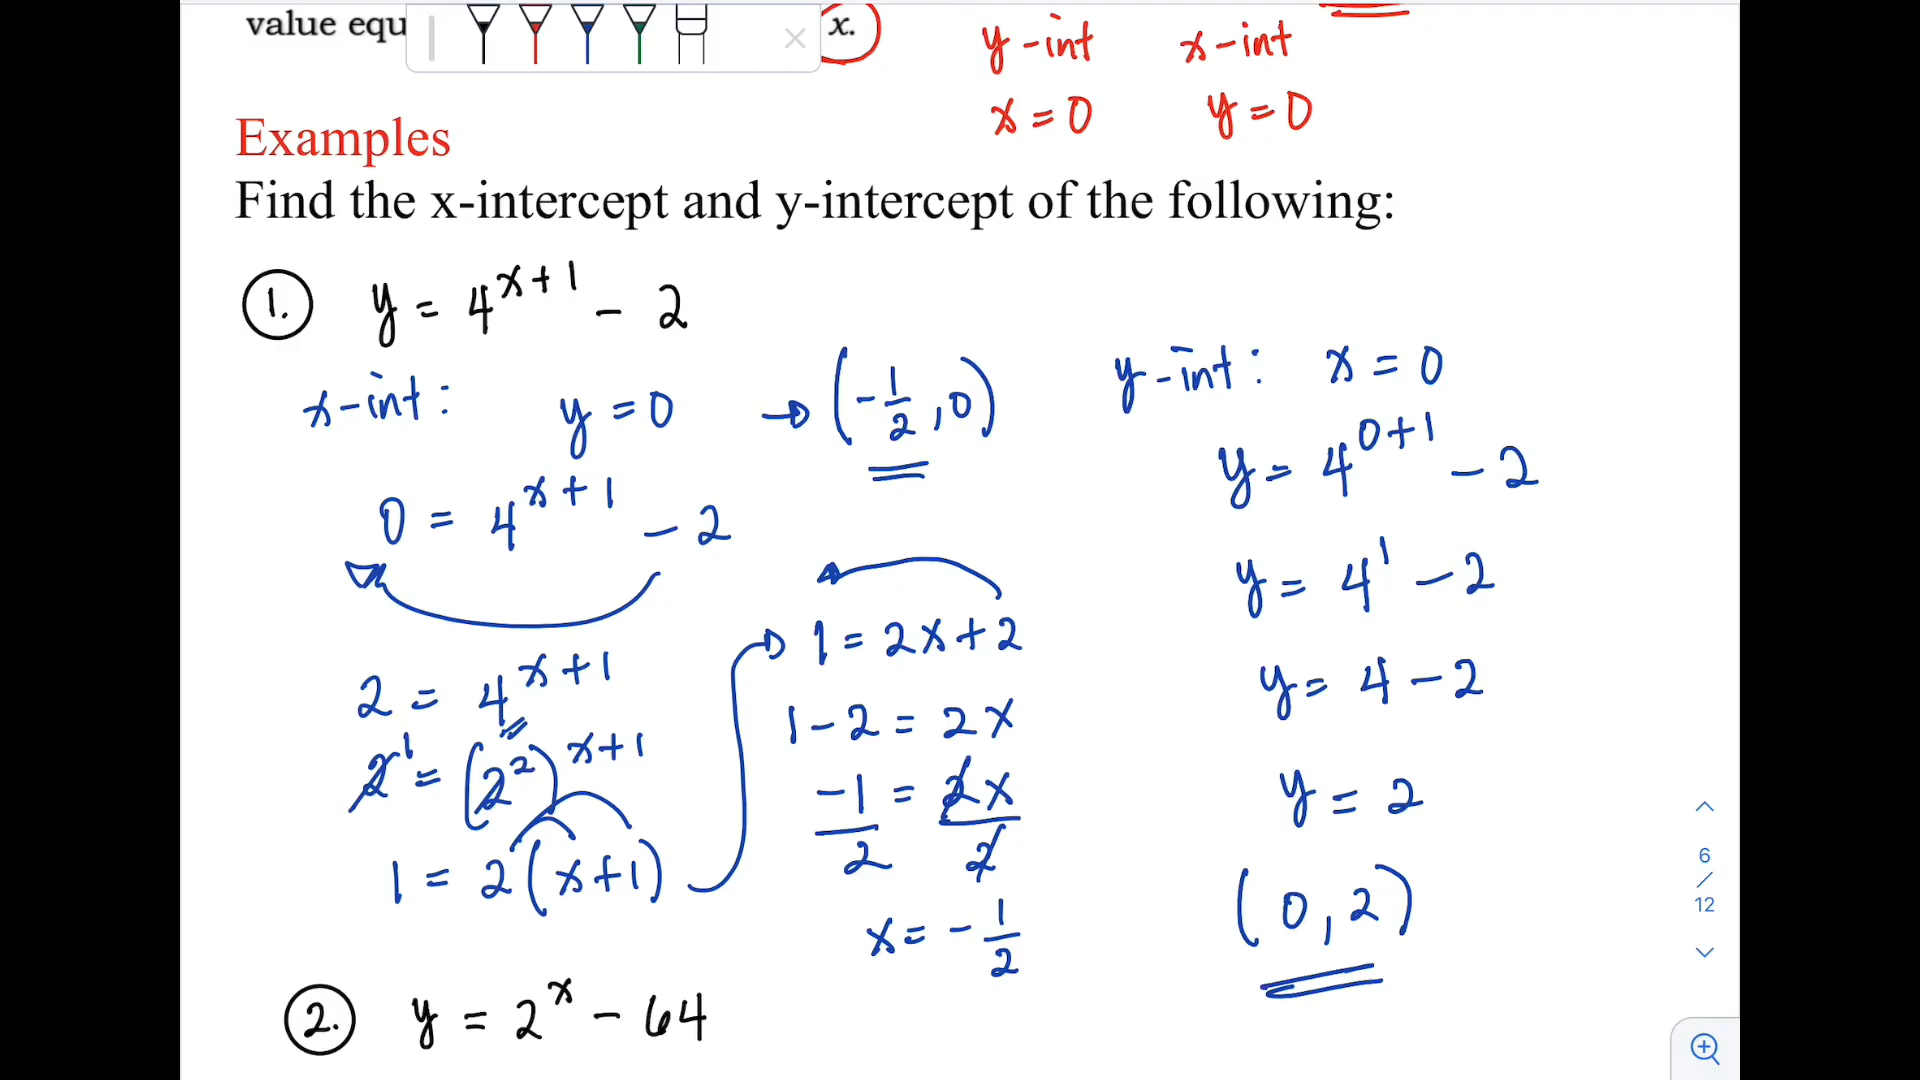 value equ
x.
y-int x-int
x = 0 y = 0
Examples
Find the x-intercept and y-intercept of the following:
1. y = 4^{x+1} - 2
x-int: y = 0 → (-1/2, 0)
0 = 4^{x+1} - 2
2 = 4^{x+1}
2^1 = (2^2)^{x+1}
1 = 2(x+1)
1 = 2x + 2
1 - 2 = 2x
-1/2 = 2x/2
x = -1/2
y-int: x = 0
y = 4^{0+1} - 2
y = 4^1 - 2
y = 4 - 2
y = 2
(0, 2)
2. y = 2^x - 64
6
/
12